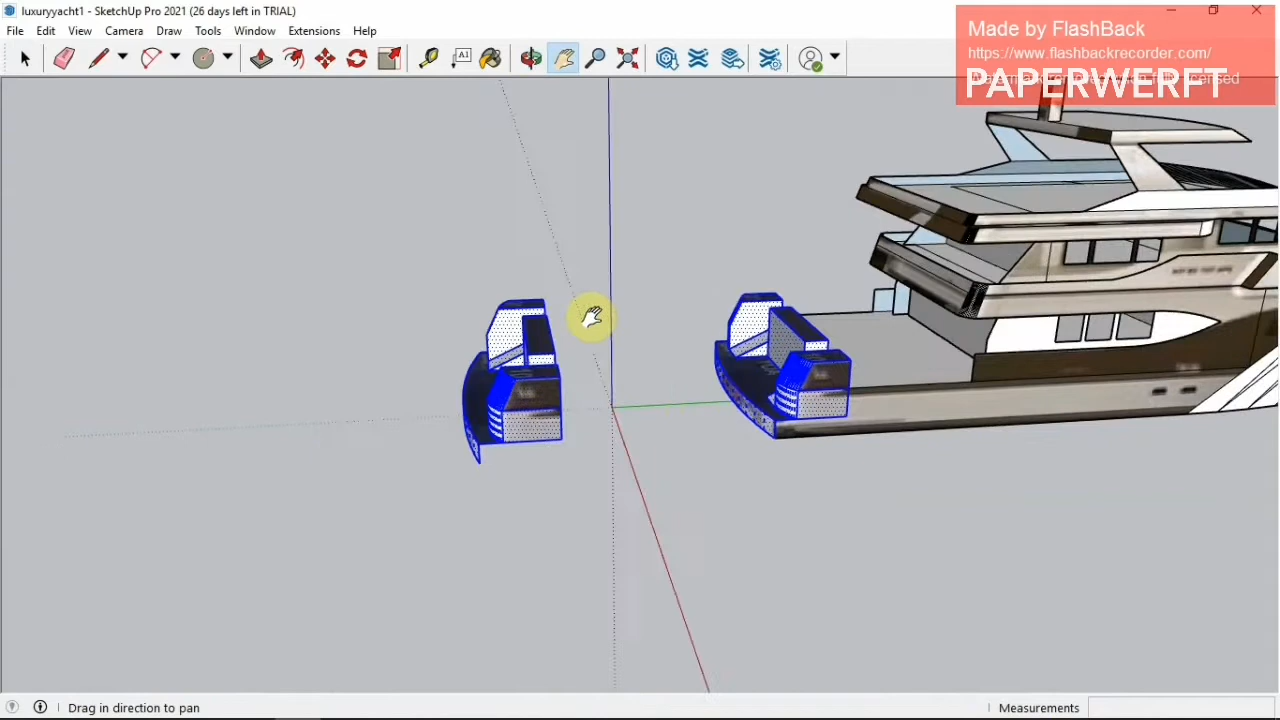 luxuryyacht1 - SketchUp Pro 2021 (26 days left in TRIAL)
File Edit View Camera Draw Tools Window Extensions Help
Made by FlashBack
https://www.flashbackrecorder.com/
PAPERWERFT
Drag in direction to pan
Measurements